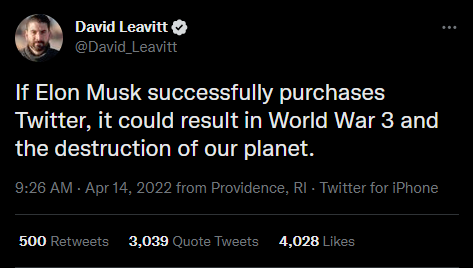 David Leavitt
@David_Leavitt
If Elon Musk successfully purchases
Twitter, it could result in World War 3 and
the destruction of our planet.
9:26 AM · Apr 14, 2022 from Providence, RI · Twitter for iPhone
500 Retweets 3,039 Quote Tweets 4,028 Likes